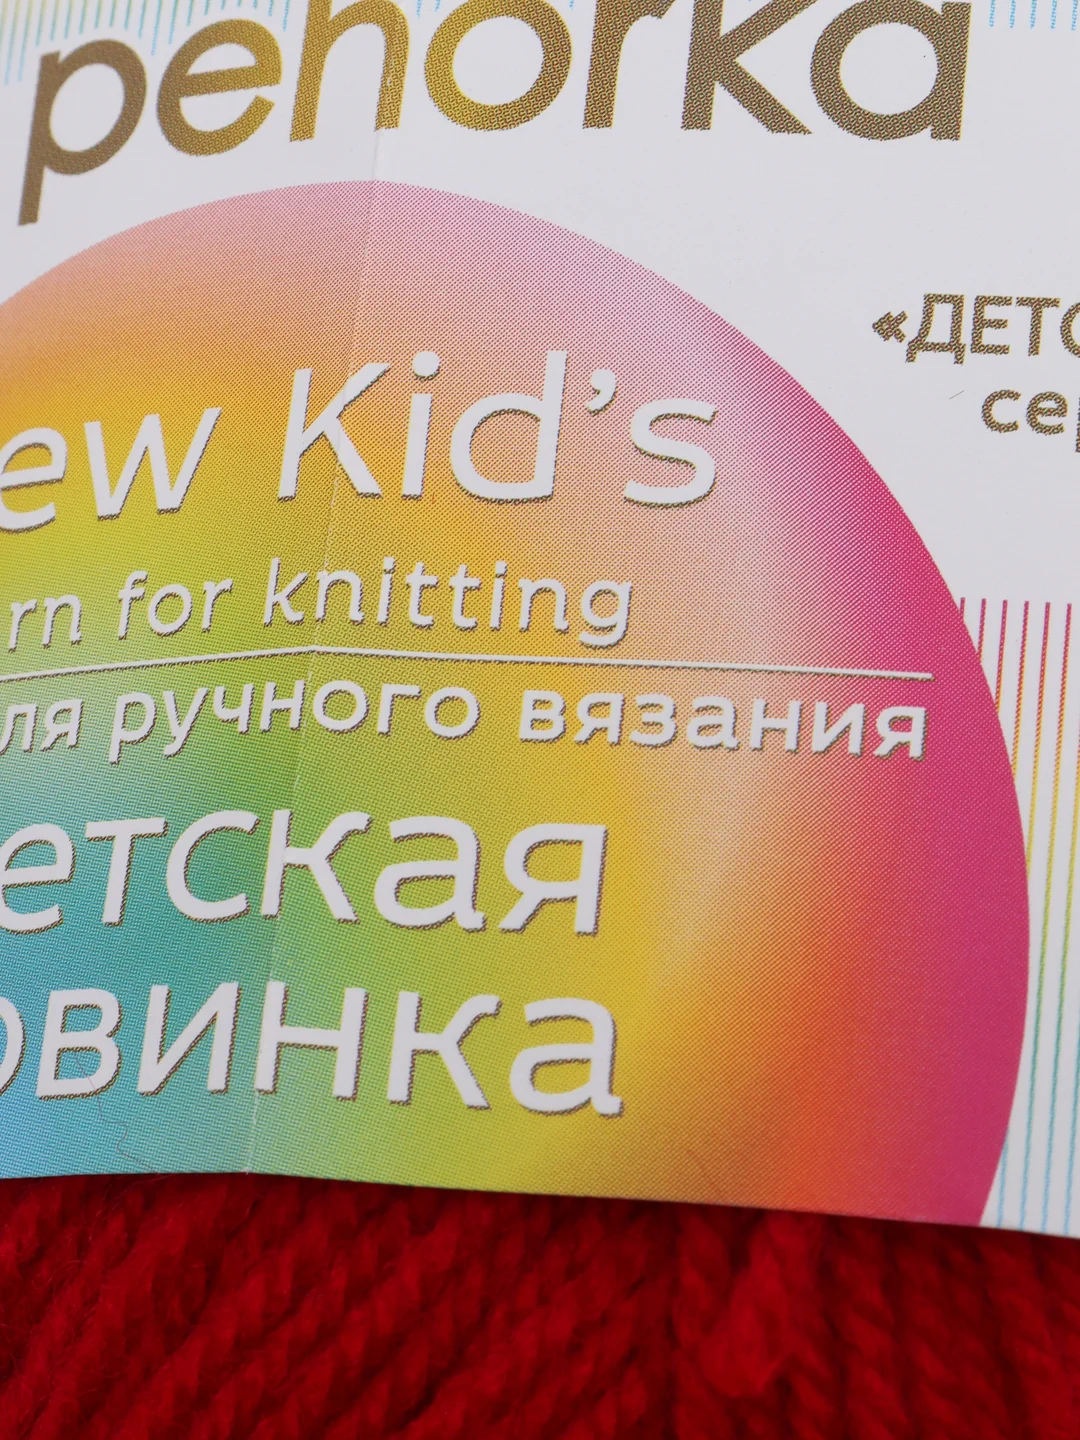 pehorka
«ДЕТС
сер
ew Kid's
rn for knitting
ля ручного вязания
етская
овинка